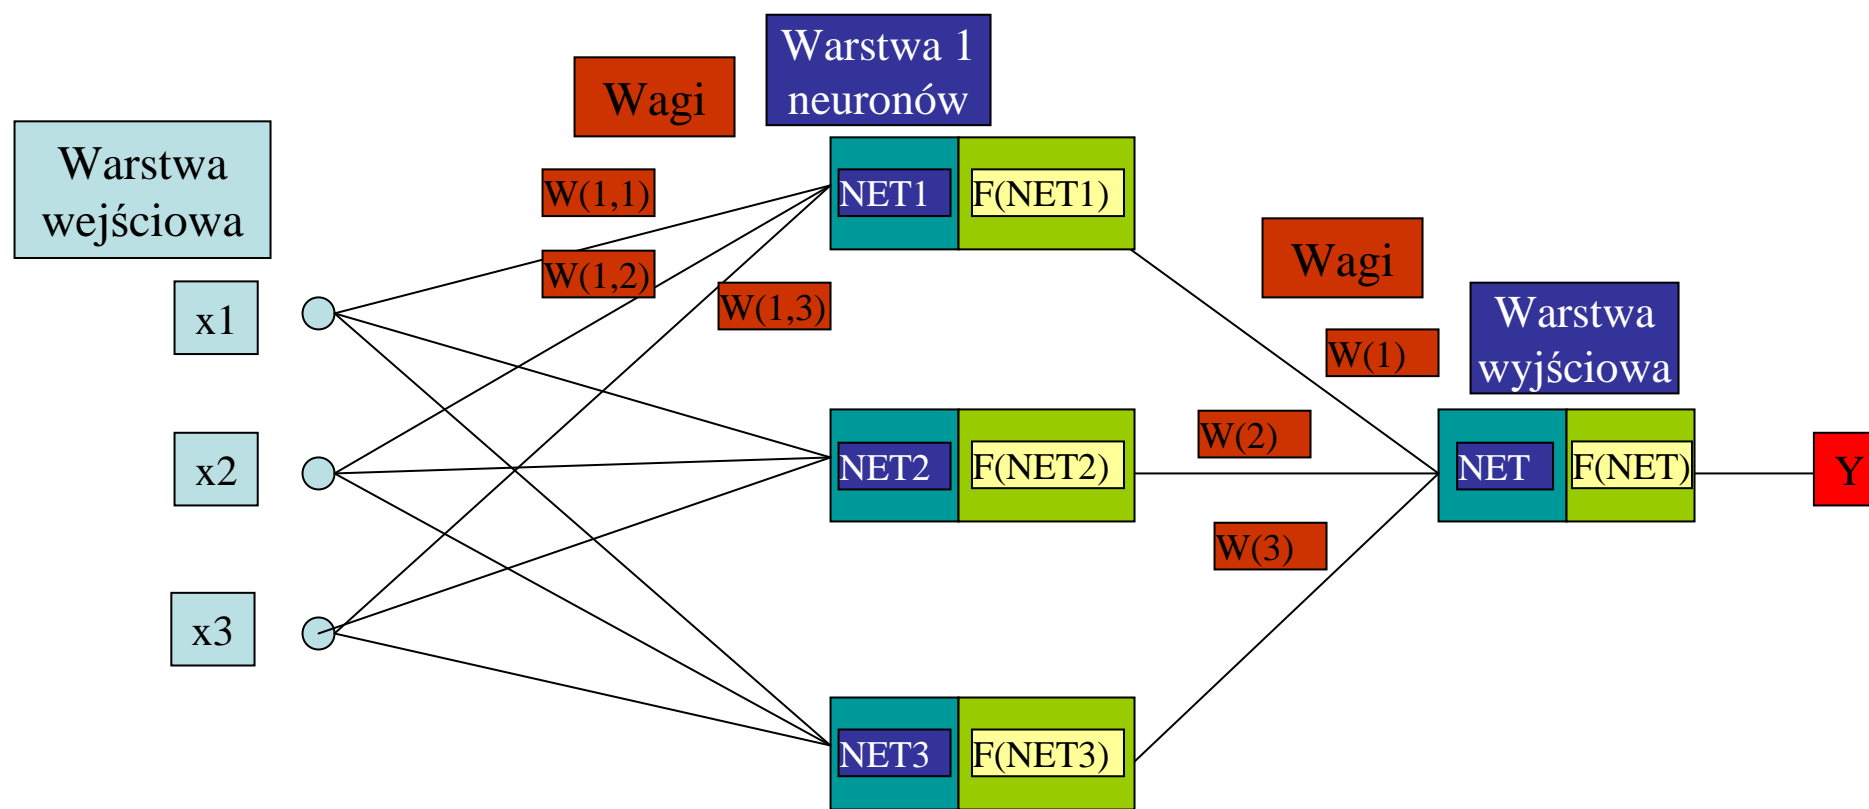 Warstwa 1
neuronów
Wagi
Warstwa
wejściowa
W(1,1)
NET1
F(NET1)
W(1,2)
W(1,3)
Wagi
x1
Warstwa
wyjściowa
W(1)
x2
NET2
F(NET2)
W(2)
NET
F(NET)
Y
W(3)
x3
NET3
F(NET3)